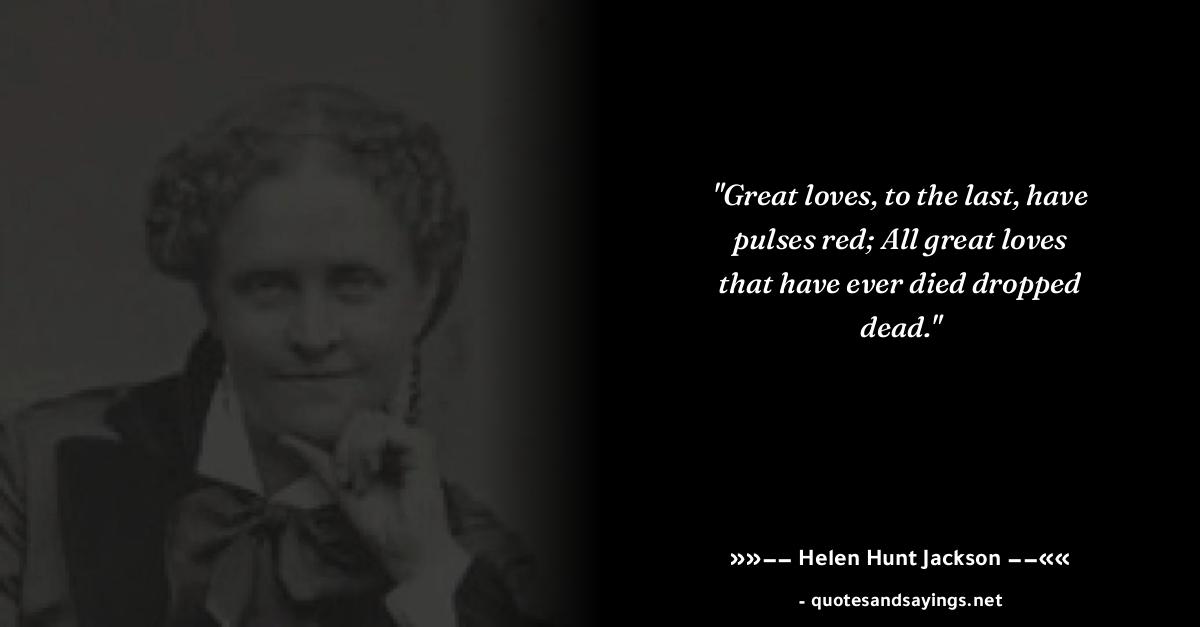 "Great loves, to the last, have
pulses red; All great loves
that have ever died dropped
dead."
»»–– Helen Hunt Jackson ––««
- quotesandsayings.net